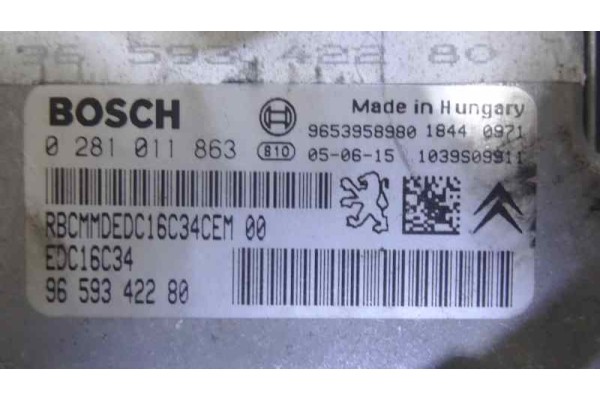 96 593 422 80
BOSCH
Made in Hungary
9653958980 1844 0971
0 281 011 863
810
05-06-15 1039S09911
RBCMMDEDC16C34CEM 00
EDC16C34
96 593 422 80